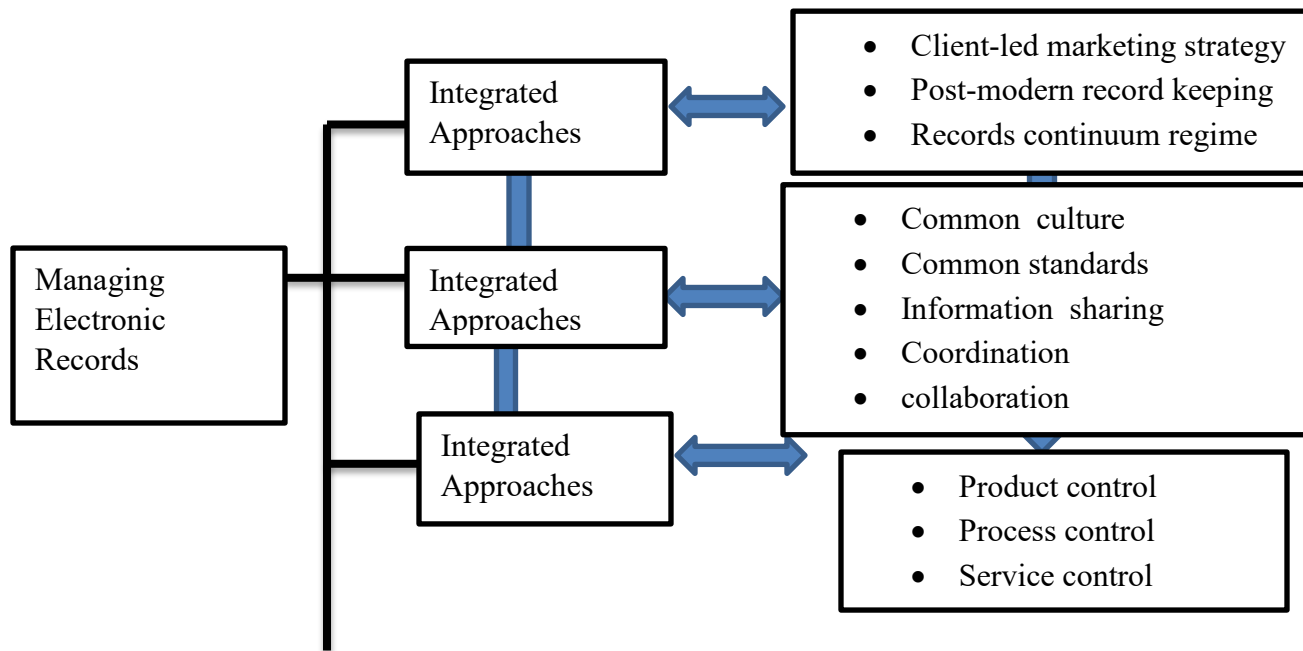 Managing
Electronic
Records
Integrated
Approaches
• Client-led marketing strategy
• Post-modern record keeping
• Records continuum regime
Integrated
Approaches
• Common culture
• Common standards
• Information sharing
• Coordination
• collaboration
Integrated
Approaches
• Product control
• Process control
• Service control